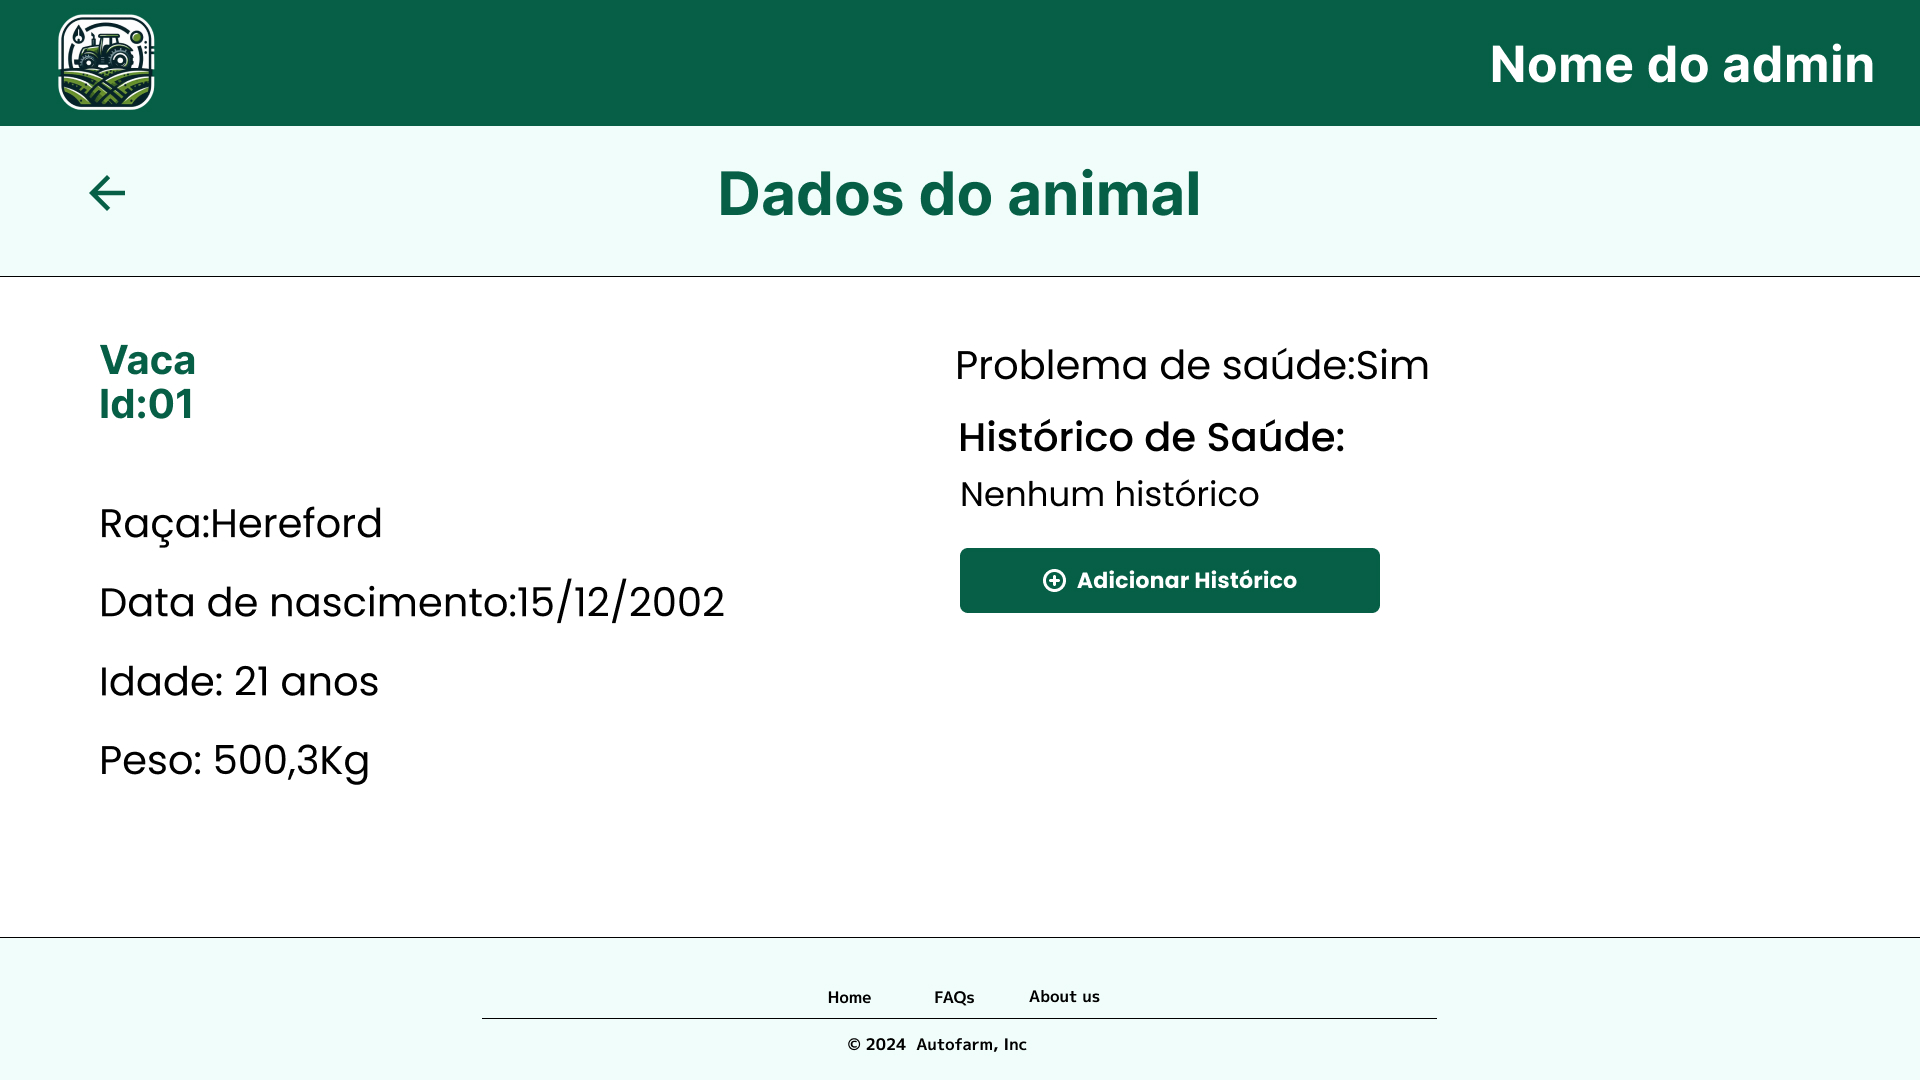 Nome do admin
Dados do animal
Vaca
Id:01
Raça:Hereford
Data de nascimento:15/12/2002
Idade: 21 anos
Peso: 500,3Kg
Problema de saúde:Sim
Histórico de Saúde:
Nenhum histórico
Adicionar Histórico
Home FAQs About us
© 2024 Autofarm, Inc